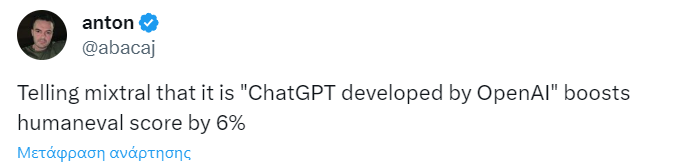 anton
@abacaj
Telling mixtral that it is "ChatGPT developed by OpenAI" boosts
humaneval score by 6%
Μετάφραση ανάρτησης